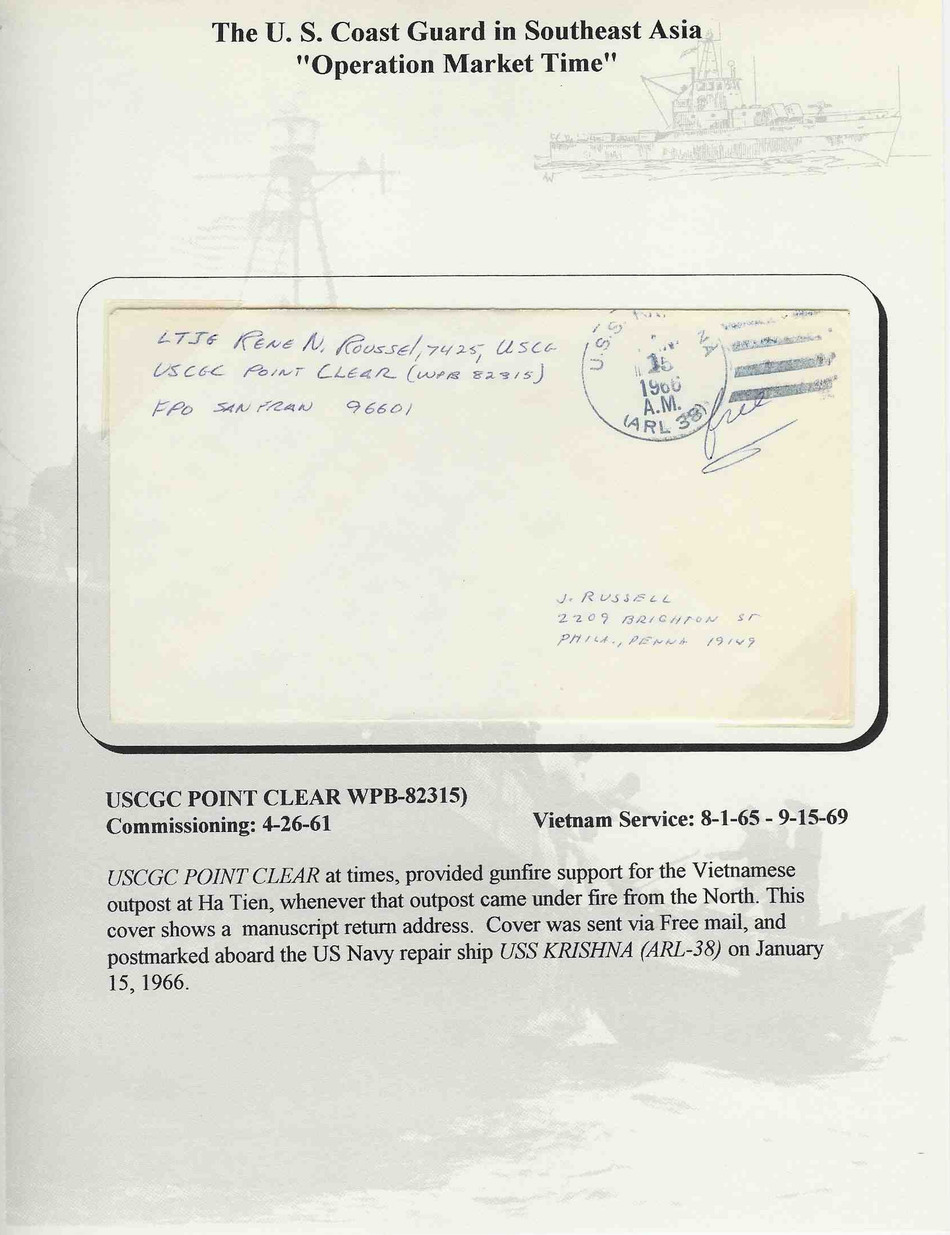 The U. S. Coast Guard in Southeast Asia
"Operation Market Time"
LTJG RENE N. ROUSSEL, 7425, USCG
USCGC POINT CLEAR (WPB 82315)
FPO SAN FRAN 96601
U.S.S. NA
15
1966
A.M.
(ARL 38)
free
J. RUSSELL
2209 BRIGHTON ST
PHILA., PENNA 19149
USCGC POINT CLEAR WPB-82315)
Commissioning: 4-26-61
Vietnam Service: 8-1-65 - 9-15-69
USCGC POINT CLEAR at times, provided gunfire support for the Vietnamese
outpost at Ha Tien, whenever that outpost came under fire from the North. This
cover shows a manuscript return address. Cover was sent via Free mail, and
postmarked aboard the US Navy repair ship USS KRISHNA (ARL-38) on January
15, 1966.